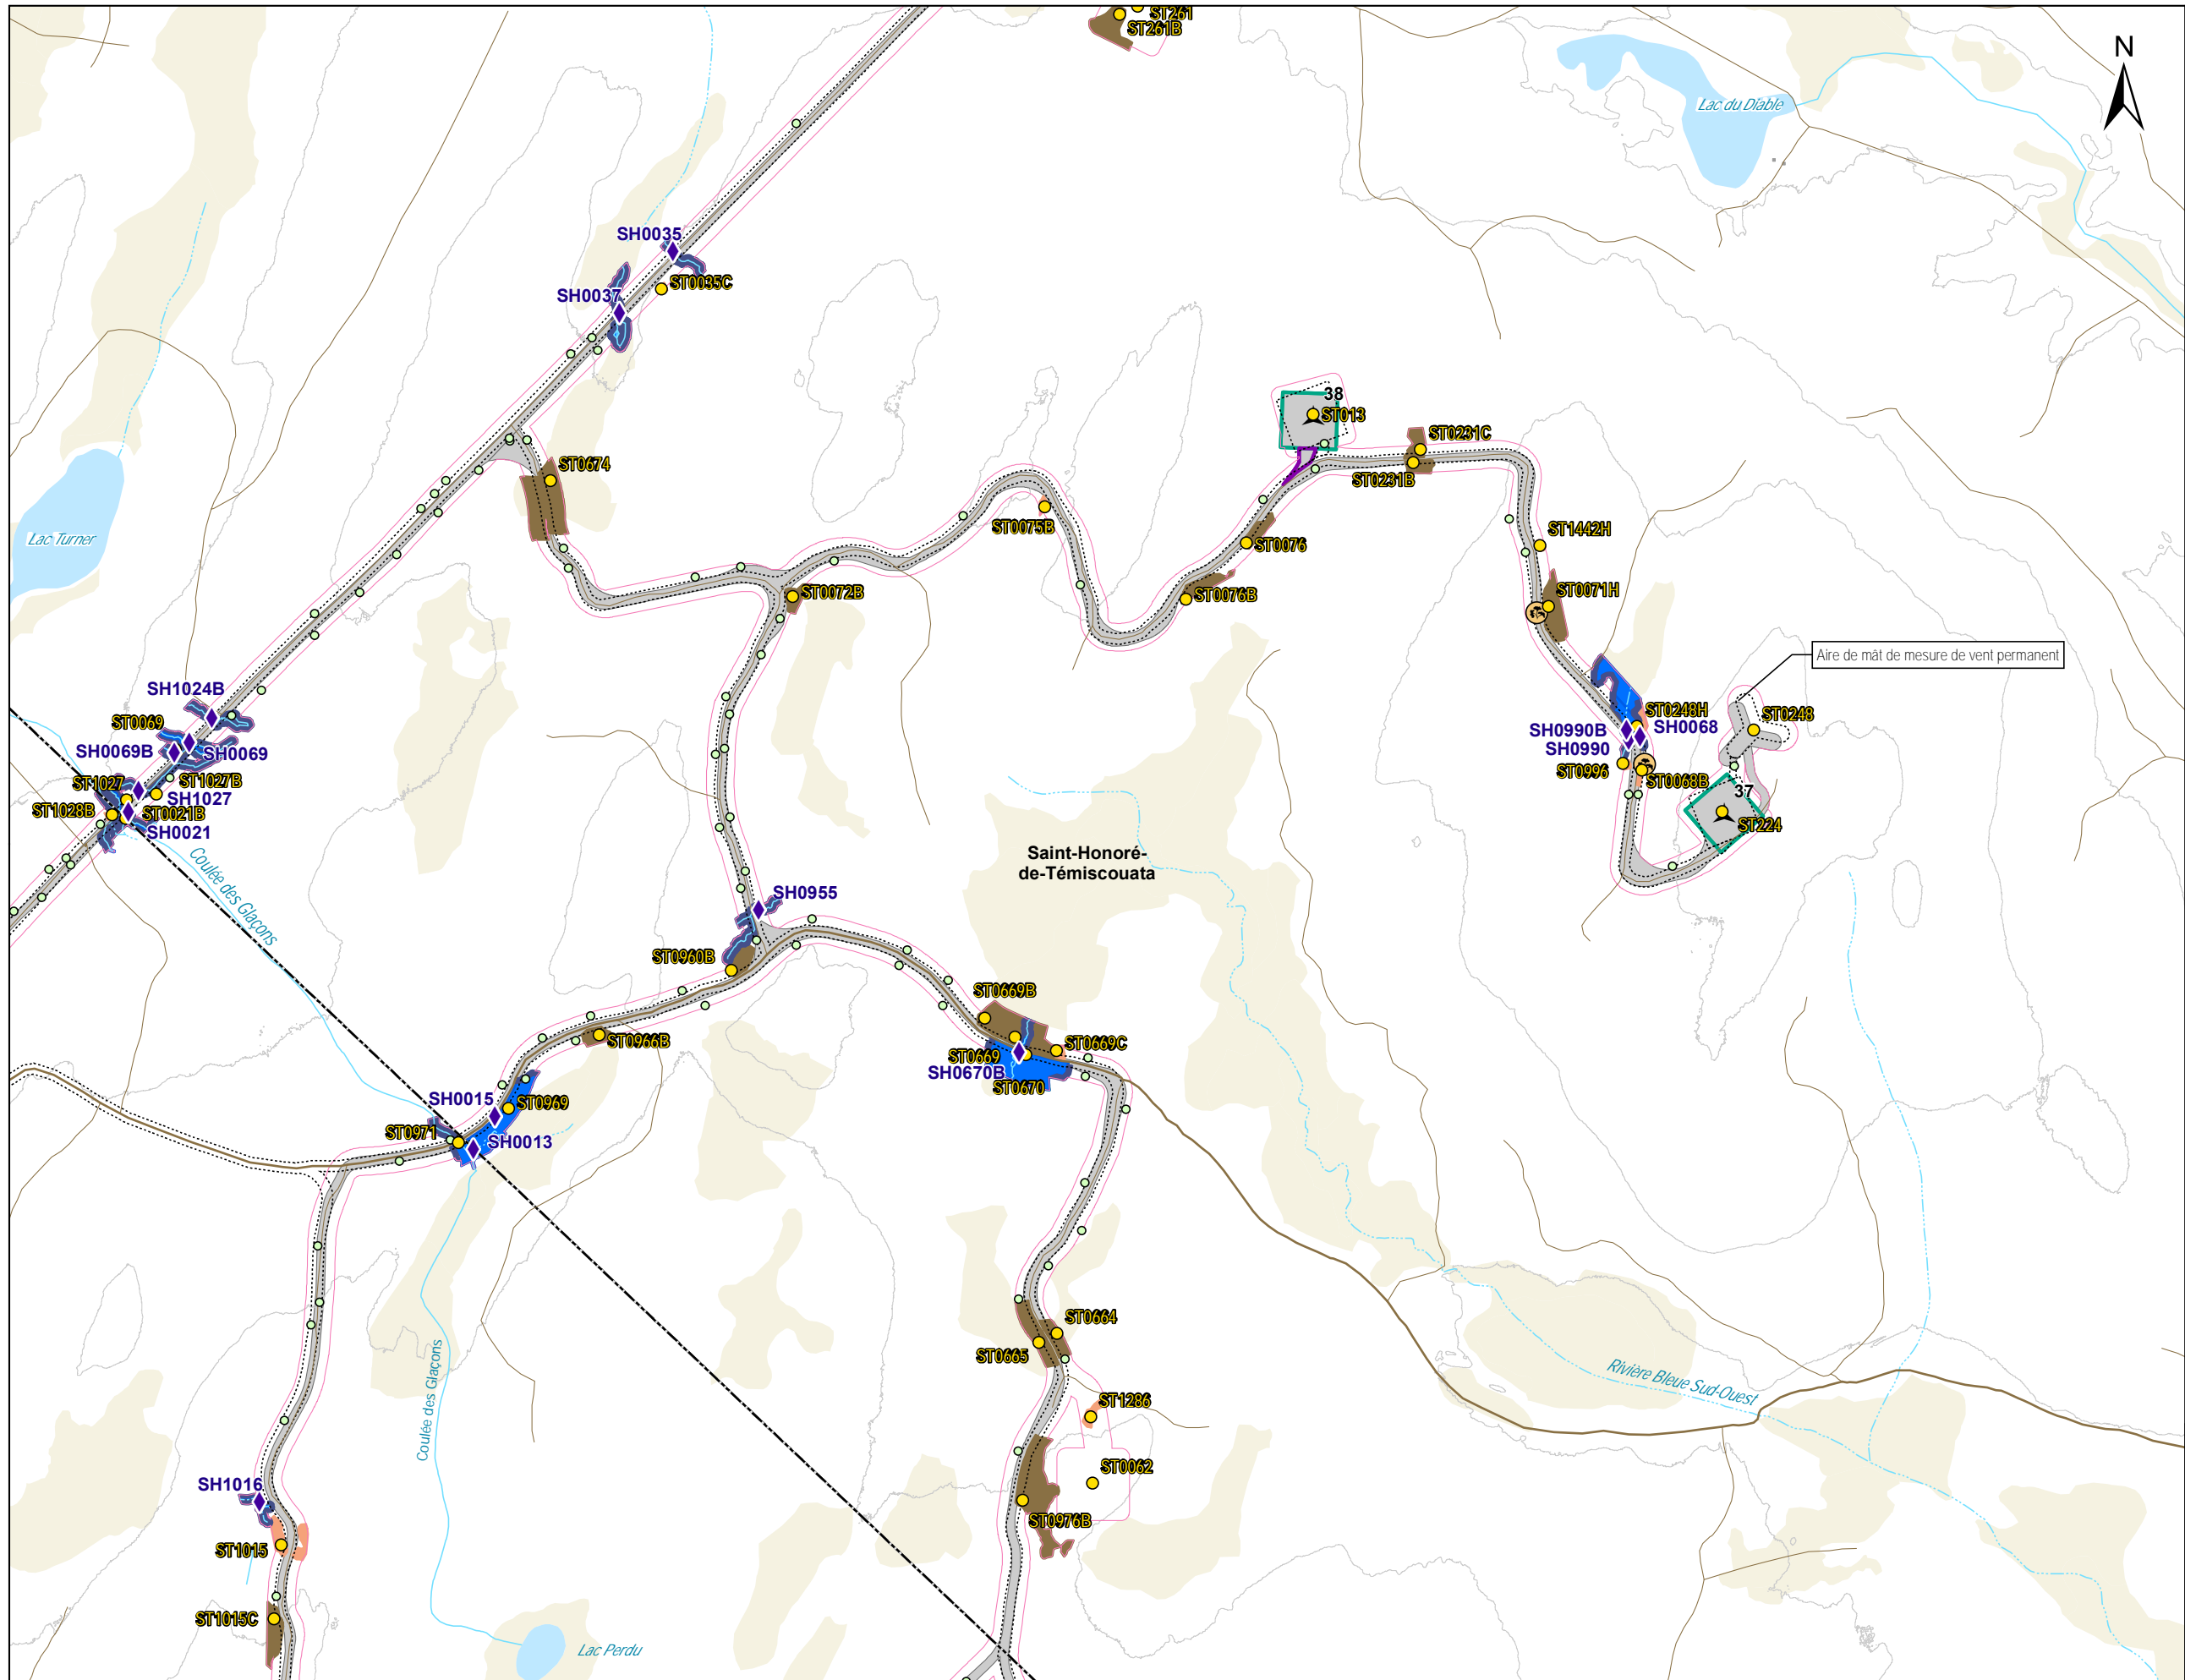 ST261
ST261B
N
Lac du Diable
SH0035
ST0035C
SH0037
38
ST013
ST0231C
ST0674
ST0231B
Lac Turner
ST0075B
ST1442H
ST0076
ST0072B
ST0076B
ST0071H
Aire de mât de mesure de vent permanent
SH1024B
ST0069
ST0248H
ST0248
SH0990B
SH0068
SH0069B
SH0069
SH0990
ST0996
ST1027
ST1027B
ST0068B
SH1027
37
ST1028B
ST0021B
ST224
SH0021
Coulée des Glaçons
Saint-Honoré-
de-Témiscouata
SH0955
ST0960B
ST0669B
ST0966B
ST0669
ST0669C
SH0670B
ST0670
SH0015
ST0969
ST0971
SH0013
ST0664
ST0665
Rivière Bleue Sud-Ouest
Coulée des Glaçons
ST1286
ST0062
SH1016
ST0976B
ST1015
ST1015C
Lac Perdu